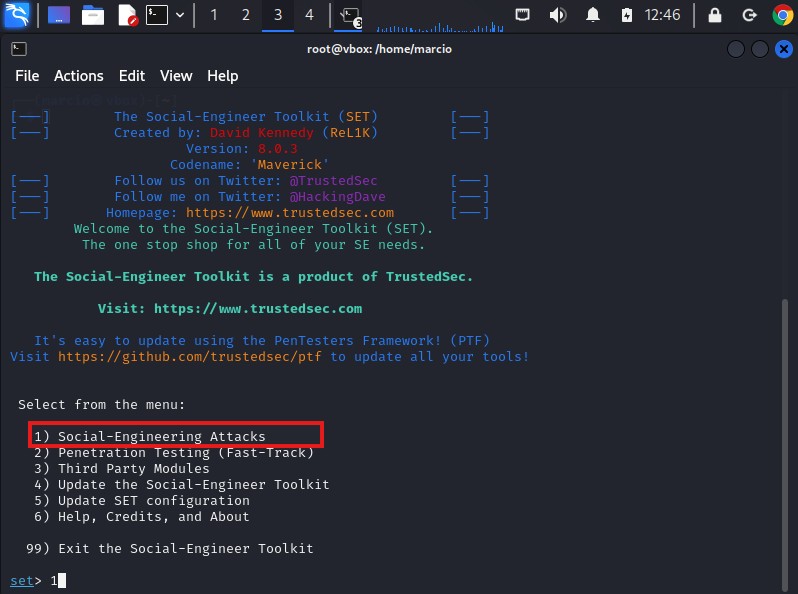 1 2 3 4 3 12:46
root@vbox: /home/marcio
File Actions Edit View Help
[---] The Social-Engineer Toolkit (SET) [---]
[---] Created by: David Kennedy (ReL1K) [---]
Version: 8.0.3
Codename: 'Maverick'
[---] Follow us on Twitter: @TrustedSec [---]
[---] Follow me on Twitter: @HackingDave [---]
[---] Homepage: https://www.trustedsec.com [---]
Welcome to the Social-Engineer Toolkit (SET).
The one stop shop for all of your SE needs.
The Social-Engineer Toolkit is a product of TrustedSec.
Visit: https://www.trustedsec.com
It's easy to update using the PenTesters Framework! (PTF)
Visit https://github.com/trustedsec/ptf to update all your tools!
Select from the menu:
1) Social-Engineering Attacks
2) Penetration Testing (Fast-Track)
3) Third Party Modules
4) Update the Social-Engineer Toolkit
5) Update SET configuration
6) Help, Credits, and About
99) Exit the Social-Engineer Toolkit
set> 1